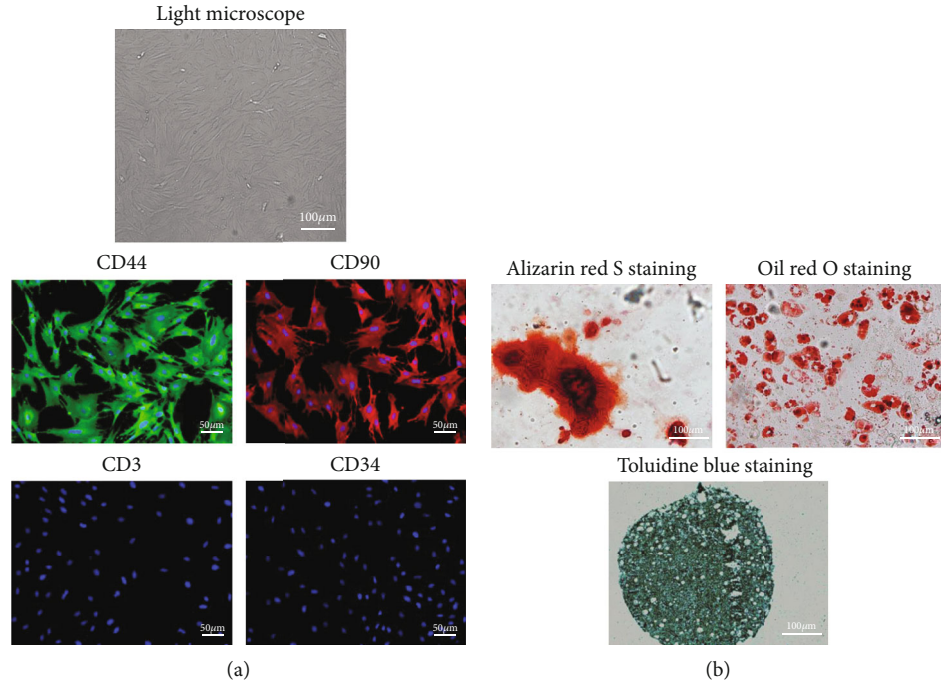 Light microscope
100μm
CD44
CD90
50μm
50μm
CD3
CD34
50μm
50μm
(a)
Alizarin red S staining
Oil red O staining
100μm
100μm
Toluidine blue staining
100μm
(b)